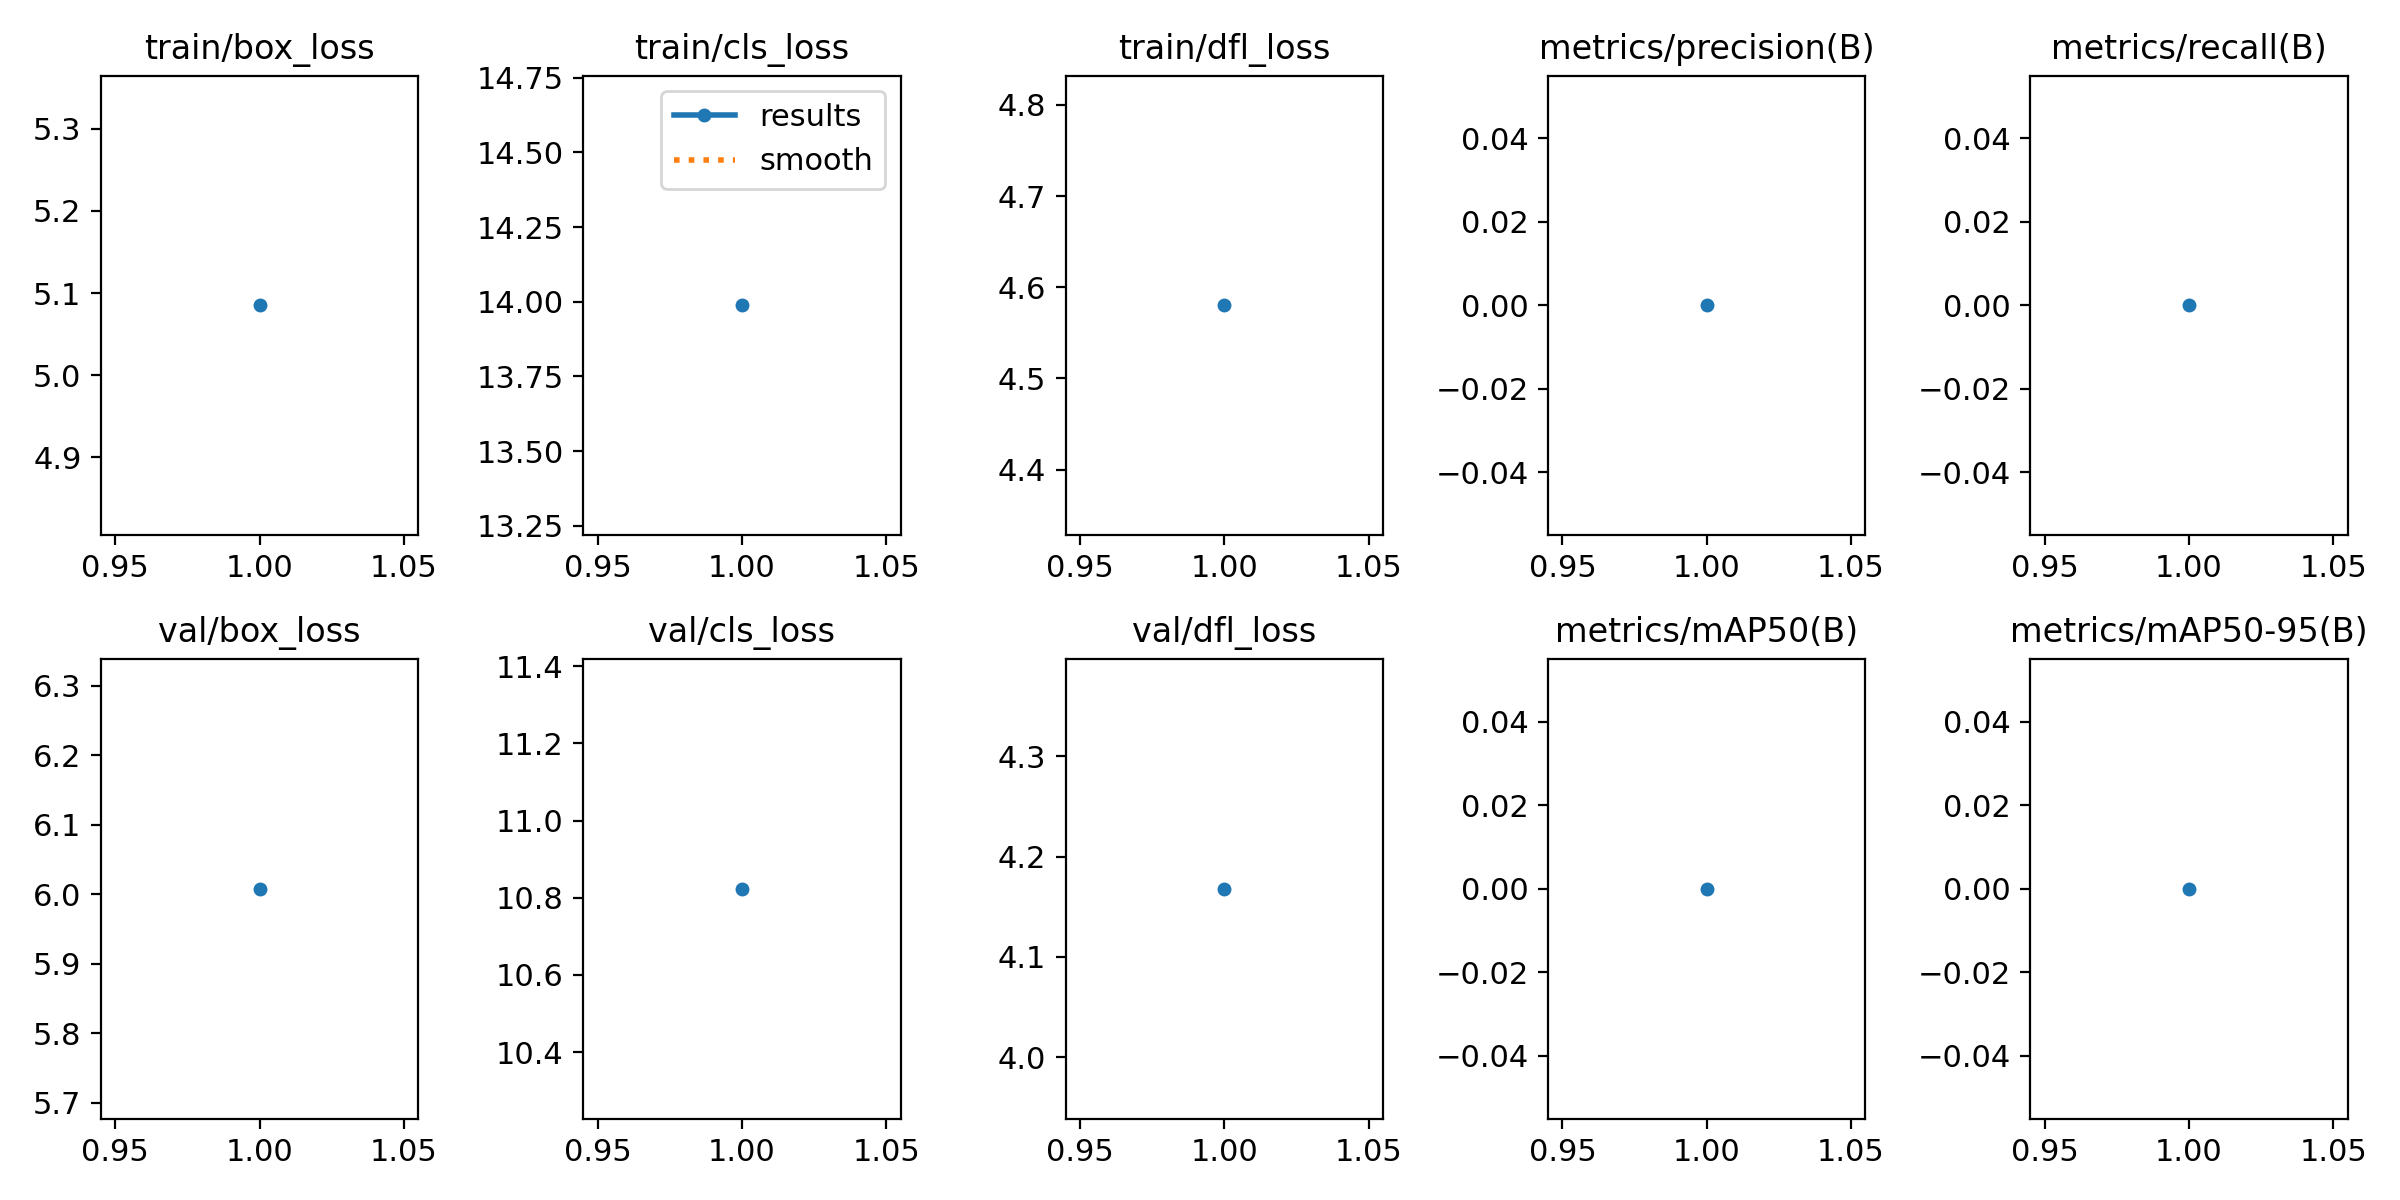 train/box_loss
5.3
5.2
5.1
5.0
4.9
0.95 1.00 1.05
train/cls_loss
14.75
14.50
14.25
14.00
13.75
13.50
13.25
results
smooth
0.95 1.00 1.05
train/dfl_loss
4.8
4.7
4.6
4.5
4.4
0.95 1.00 1.05
metrics/precision(B)
0.04
0.02
0.00
−0.02
−0.04
0.95 1.00 1.05
metrics/recall(B)
0.04
0.02
0.00
−0.02
−0.04
0.95 1.00 1.05
val/box_loss
6.3
6.2
6.1
6.0
5.9
5.8
5.7
0.95 1.00 1.05
val/cls_loss
11.4
11.2
11.0
10.8
10.6
10.4
0.95 1.00 1.05
val/dfl_loss
4.3
4.2
4.1
4.0
0.95 1.00 1.05
metrics/mAP50(B)
0.04
0.02
0.00
−0.02
−0.04
0.95 1.00 1.05
metrics/mAP50-95(B)
0.04
0.02
0.00
−0.02
−0.04
0.95 1.00 1.05